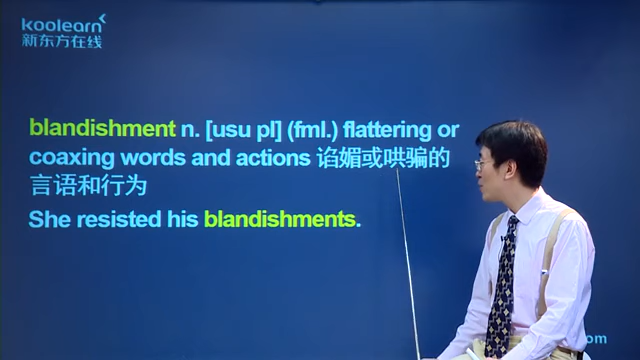 koolearn
新东方在线
blandishment n. [usu pl] (fml.) flattering or
coaxing words and actions 谄媚或哄骗的
言语和行为
She resisted his blandishments.
om